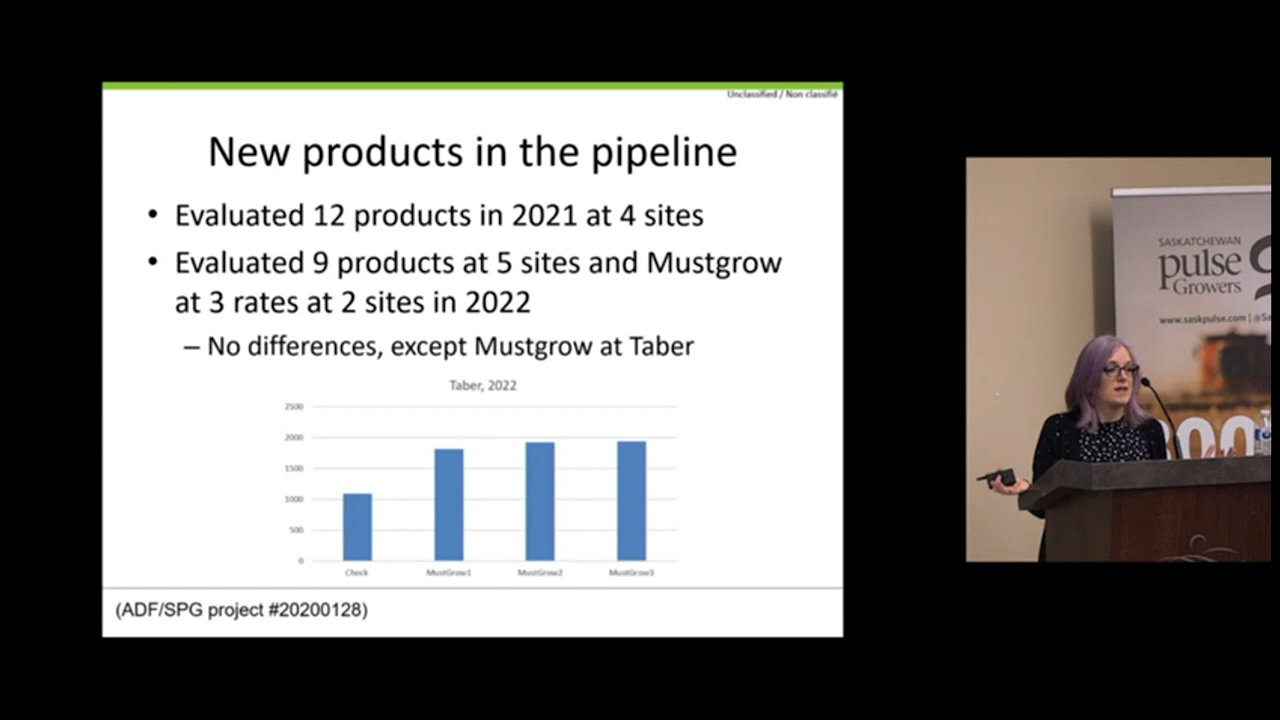 Unclassified / Non classifié
New products in the pipeline
• Evaluated 12 products in 2021 at 4 sites
• Evaluated 9 products at 5 sites and Mustgrow
at 3 rates at 2 sites in 2022
– No differences, except Mustgrow at Taber
Taber, 2022
2500
2000
1500
1000
500
0
Check MustGrow1 MustGrow2 MustGrow3
(ADF/SPG project #20200128)
SASKATCHEWAN
pulse
Growers
www.saskpulse.com | @Sa